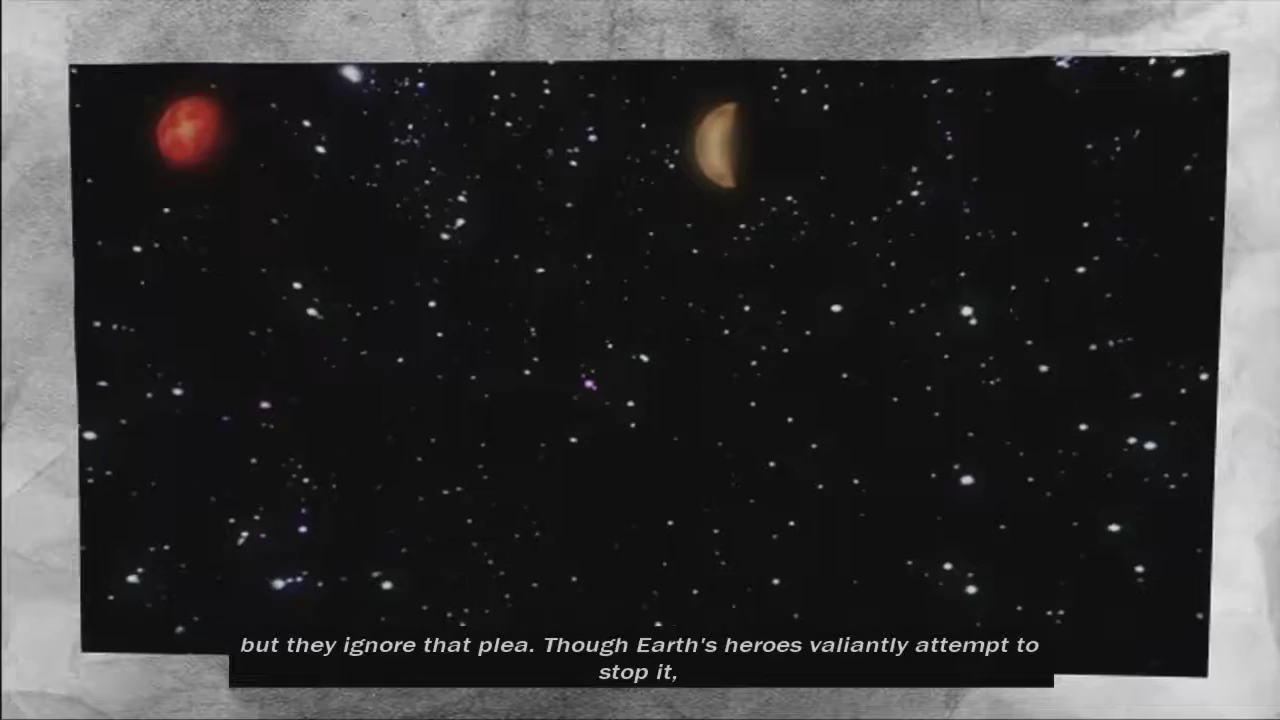 but they ignore that plea. Though Earth's heroes valiantly attempt to
stop it,